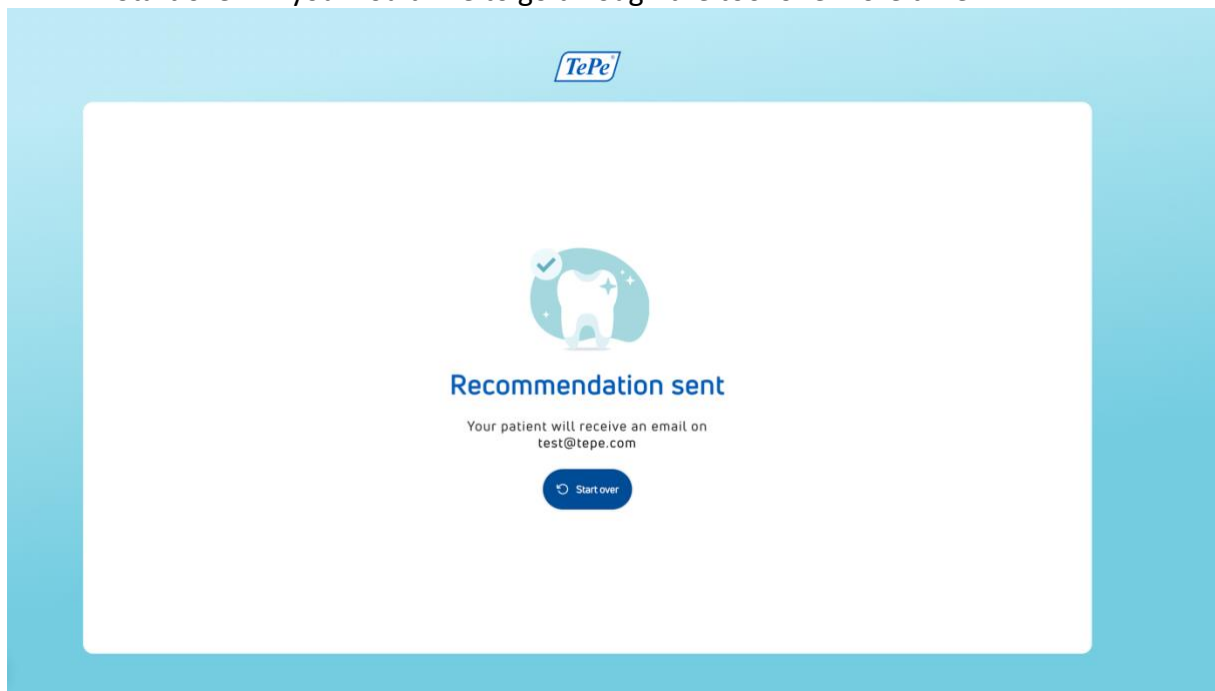 TePe
Recommendation sent
Your patient will receive an email on
test@tepe.com
Start over